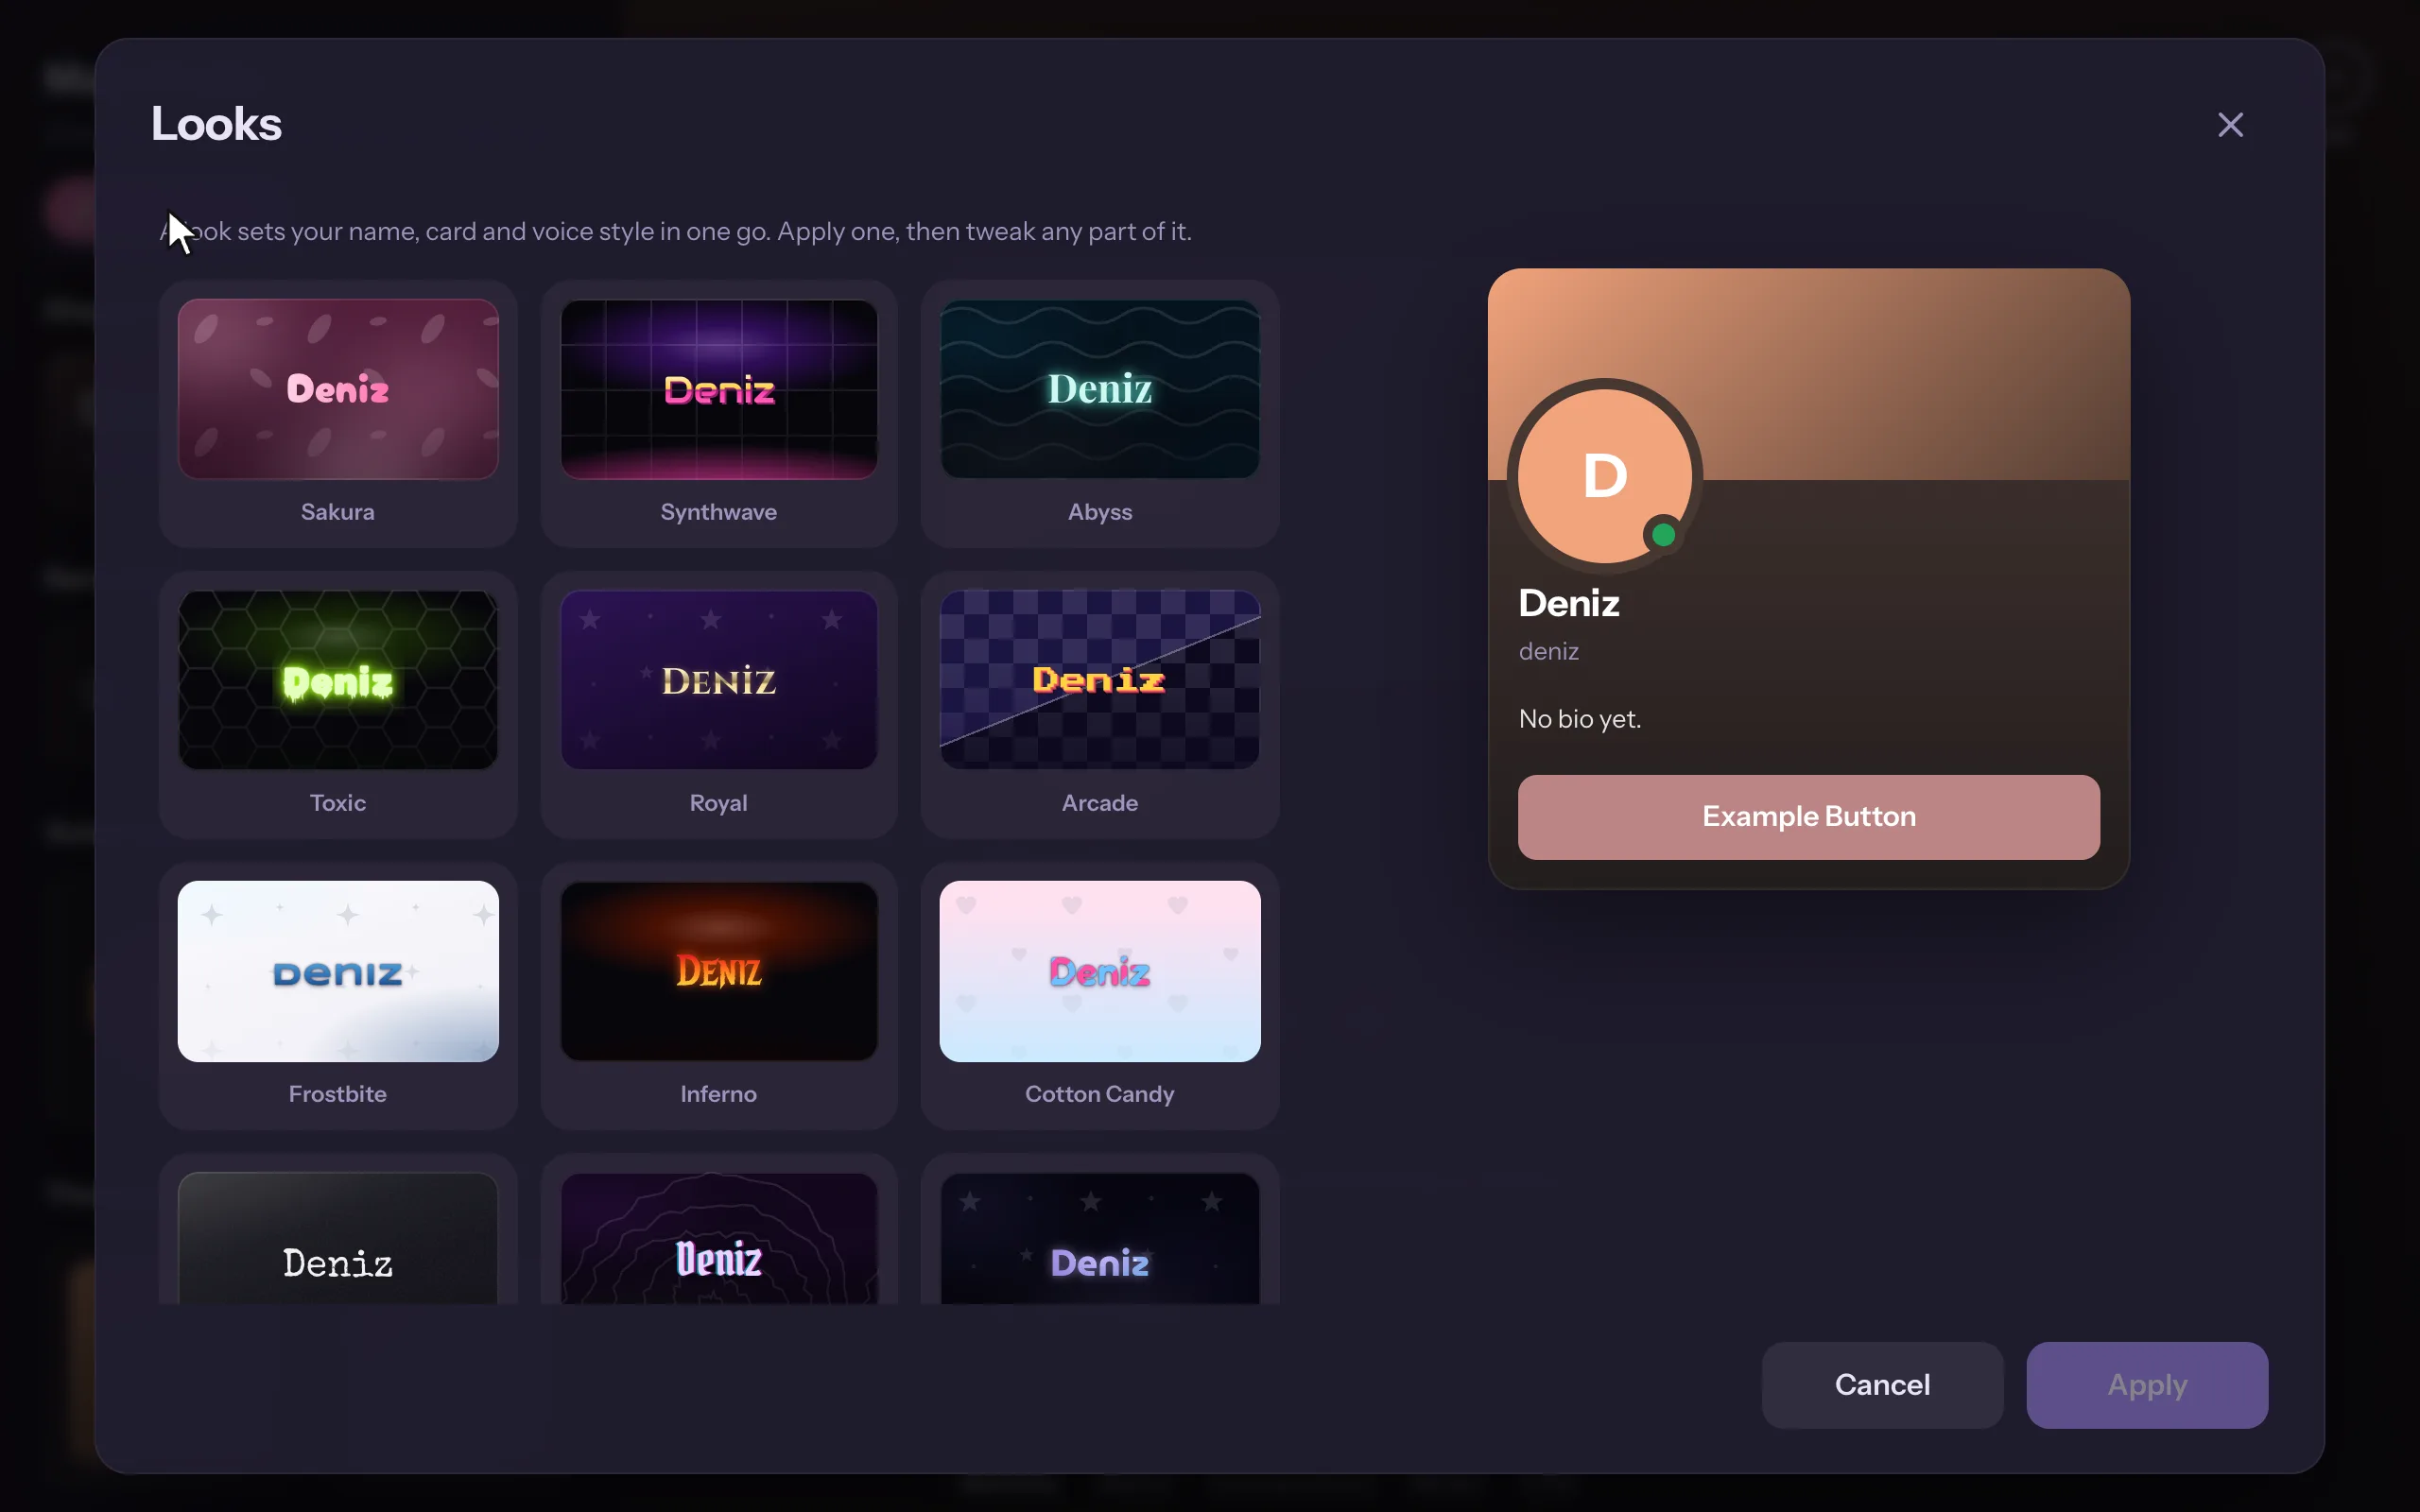 Looks
A look sets your name, card and voice style in one go. Apply one, then tweak any part of it.
Deniz
Sakura
Deniz
Synthwave
Deniz
Abyss
Deniz
Toxic
Deniz
Royal
Deniz
Arcade
Deniz
Frostbite
Deniz
Inferno
Deniz
Cotton Candy
Deniz
Deniz
Deniz
D
Deniz
deniz
No bio yet.
Example Button
Cancel
Apply